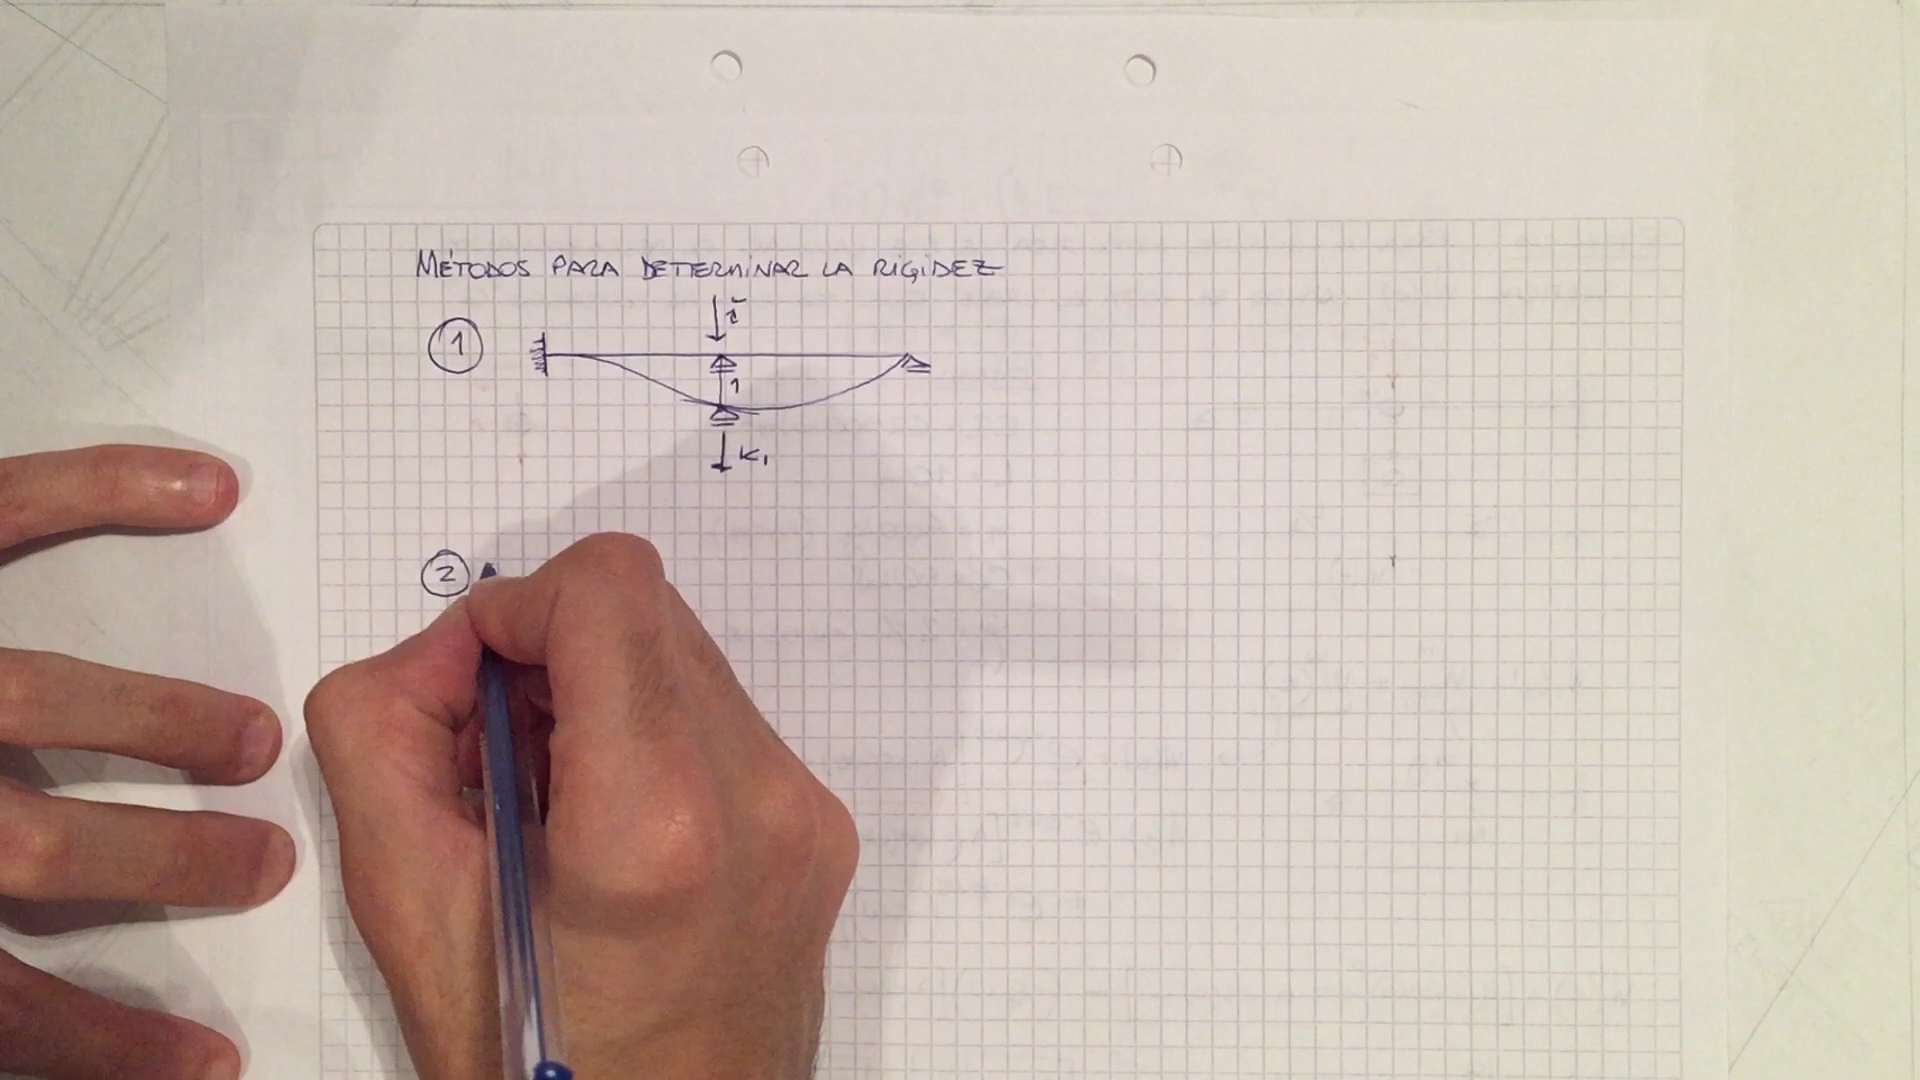 MÉTODOS PARA DETERMINAR LA RIGIDEZ
1
1
K₁
2